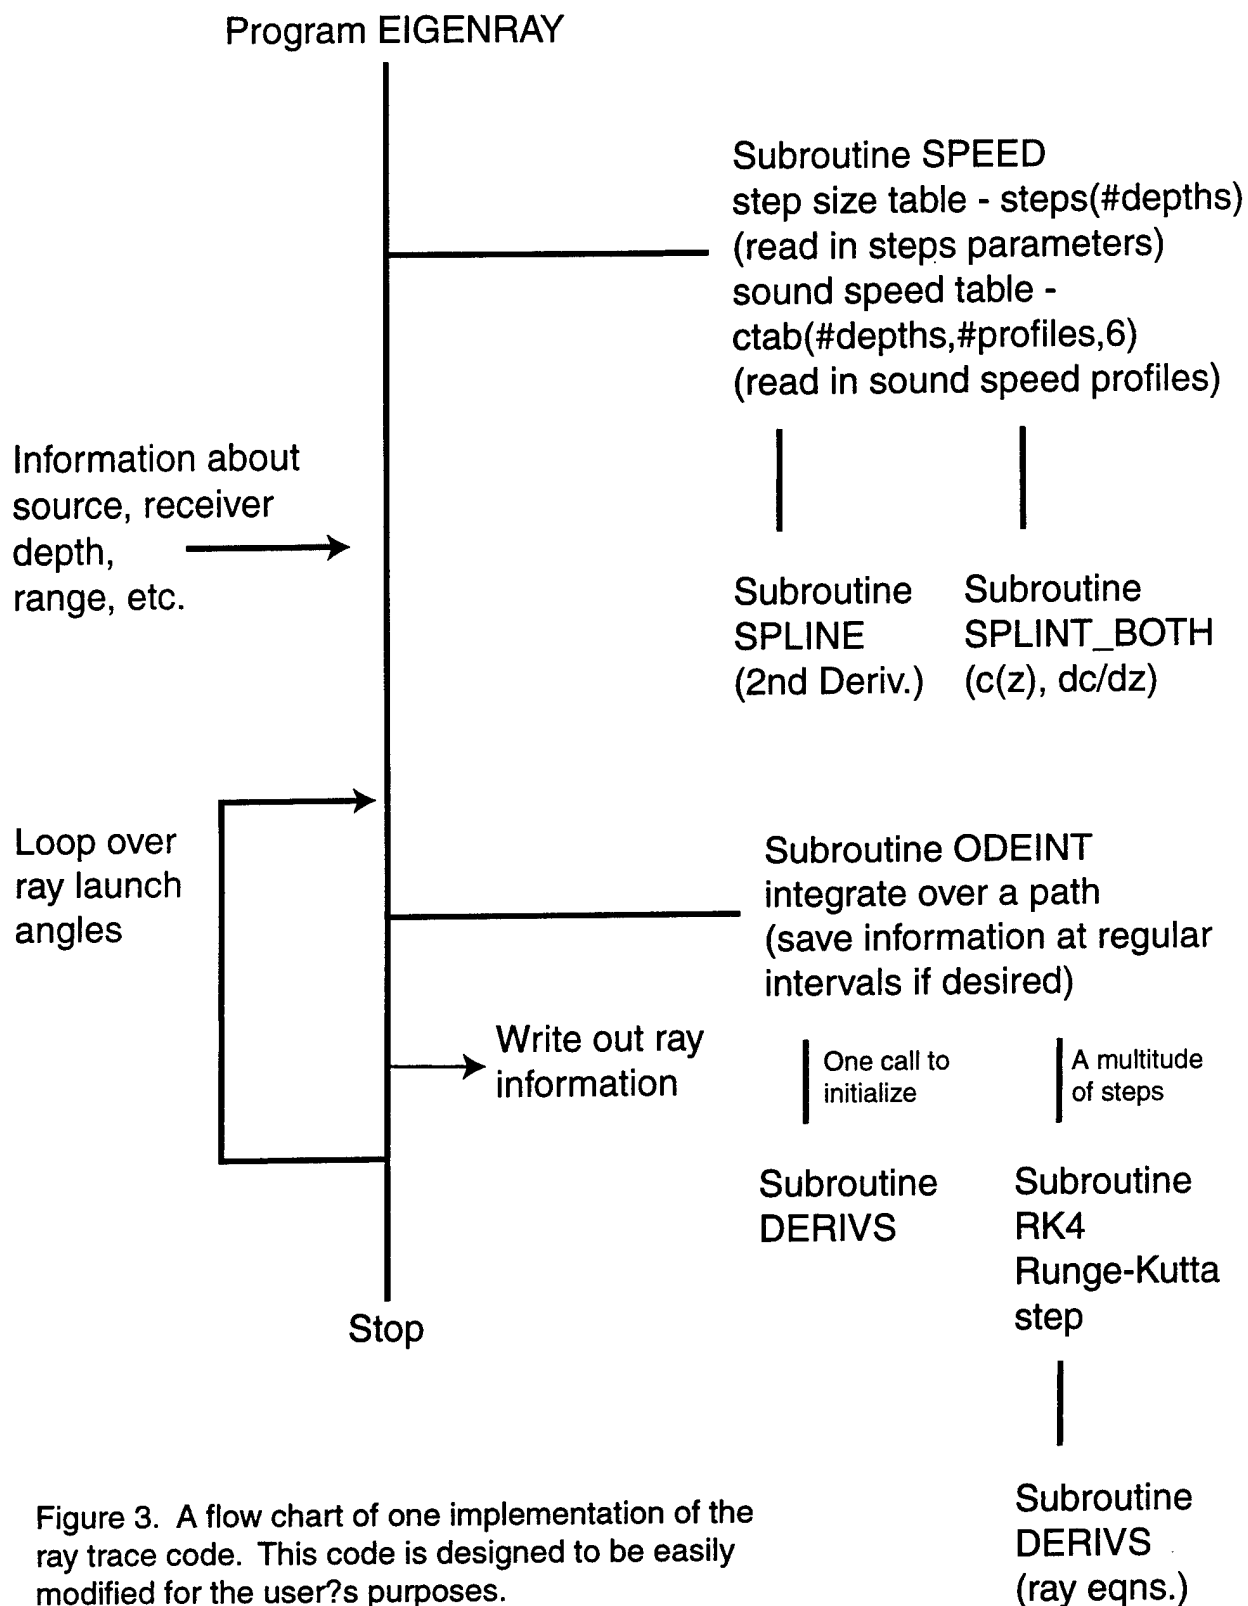 Program EIGENRAY
Subroutine SPEED
step size table - steps(#depths)
(read in steps parameters)
sound speed table -
ctab(#depths,#profiles,6)
(read in sound speed profiles)
Information about
source, receiver
depth,
range, etc.
Subroutine
SPLINE
(2nd Deriv.)
Subroutine
SPLINT_BOTH
(c(z), dc/dz)
Loop over
ray launch
angles
Subroutine ODEINT
integrate over a path
(save information at regular
intervals if desired)
Write out ray
information
One call to
initialize
A multitude
of steps
Subroutine
DERIVS
Subroutine
RK4
Runge-Kutta
step
Stop
Subroutine
DERIVS
(ray eqns.)
Figure 3. A flow chart of one implementation of the
ray trace code. This code is designed to be easily
modified for the user?s purposes.